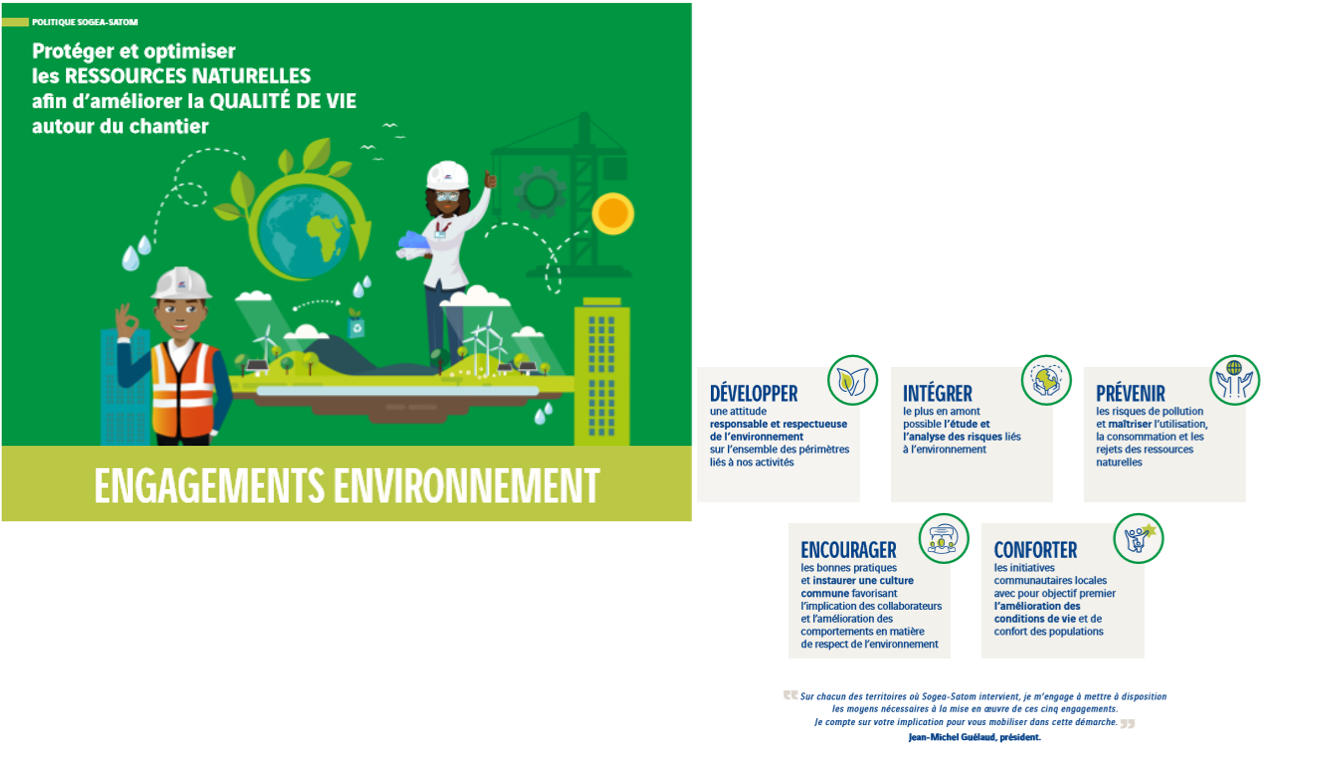 POLITIQUE SOGEA-SATOM
Protéger et optimiser
les RESSOURCES NATURELLES
afin d’améliorer la QUALITÉ DE VIE
autour du chantier
ENGAGEMENTS ENVIRONNEMENT
DÉVELOPPER
une attitude
responsable et respectueuse
de l’environnement
sur l’ensemble des périmètres
liés à nos activités
INTÉGRER
le plus en amont
possible l’étude et
l’analyse des risques liés
à l’environnement
PRÉVENIR
les risques de pollution
et maîtriser l’utilisation,
la consommation et les
rejets des ressources
naturelles
ENCOURAGER
les bonnes pratiques
et instaurer une culture
commune favorisant
l’implication des collaborateurs
et l’amélioration des
comportements en matière
de respect de l’environnement
CONFORTER
les initiatives
communautaires locales
avec pour objectif premier
l’amélioration des
conditions de vie et de
confort des populations
“ Sur chacun des territoires où Sogea-Satom intervient, je m’engage à mettre à disposition
les moyens nécessaires à la mise en œuvre de ces cinq engagements.
Je compte sur votre implication pour vous mobiliser dans cette démarche. ”
Jean-Michel Guélaud, président.